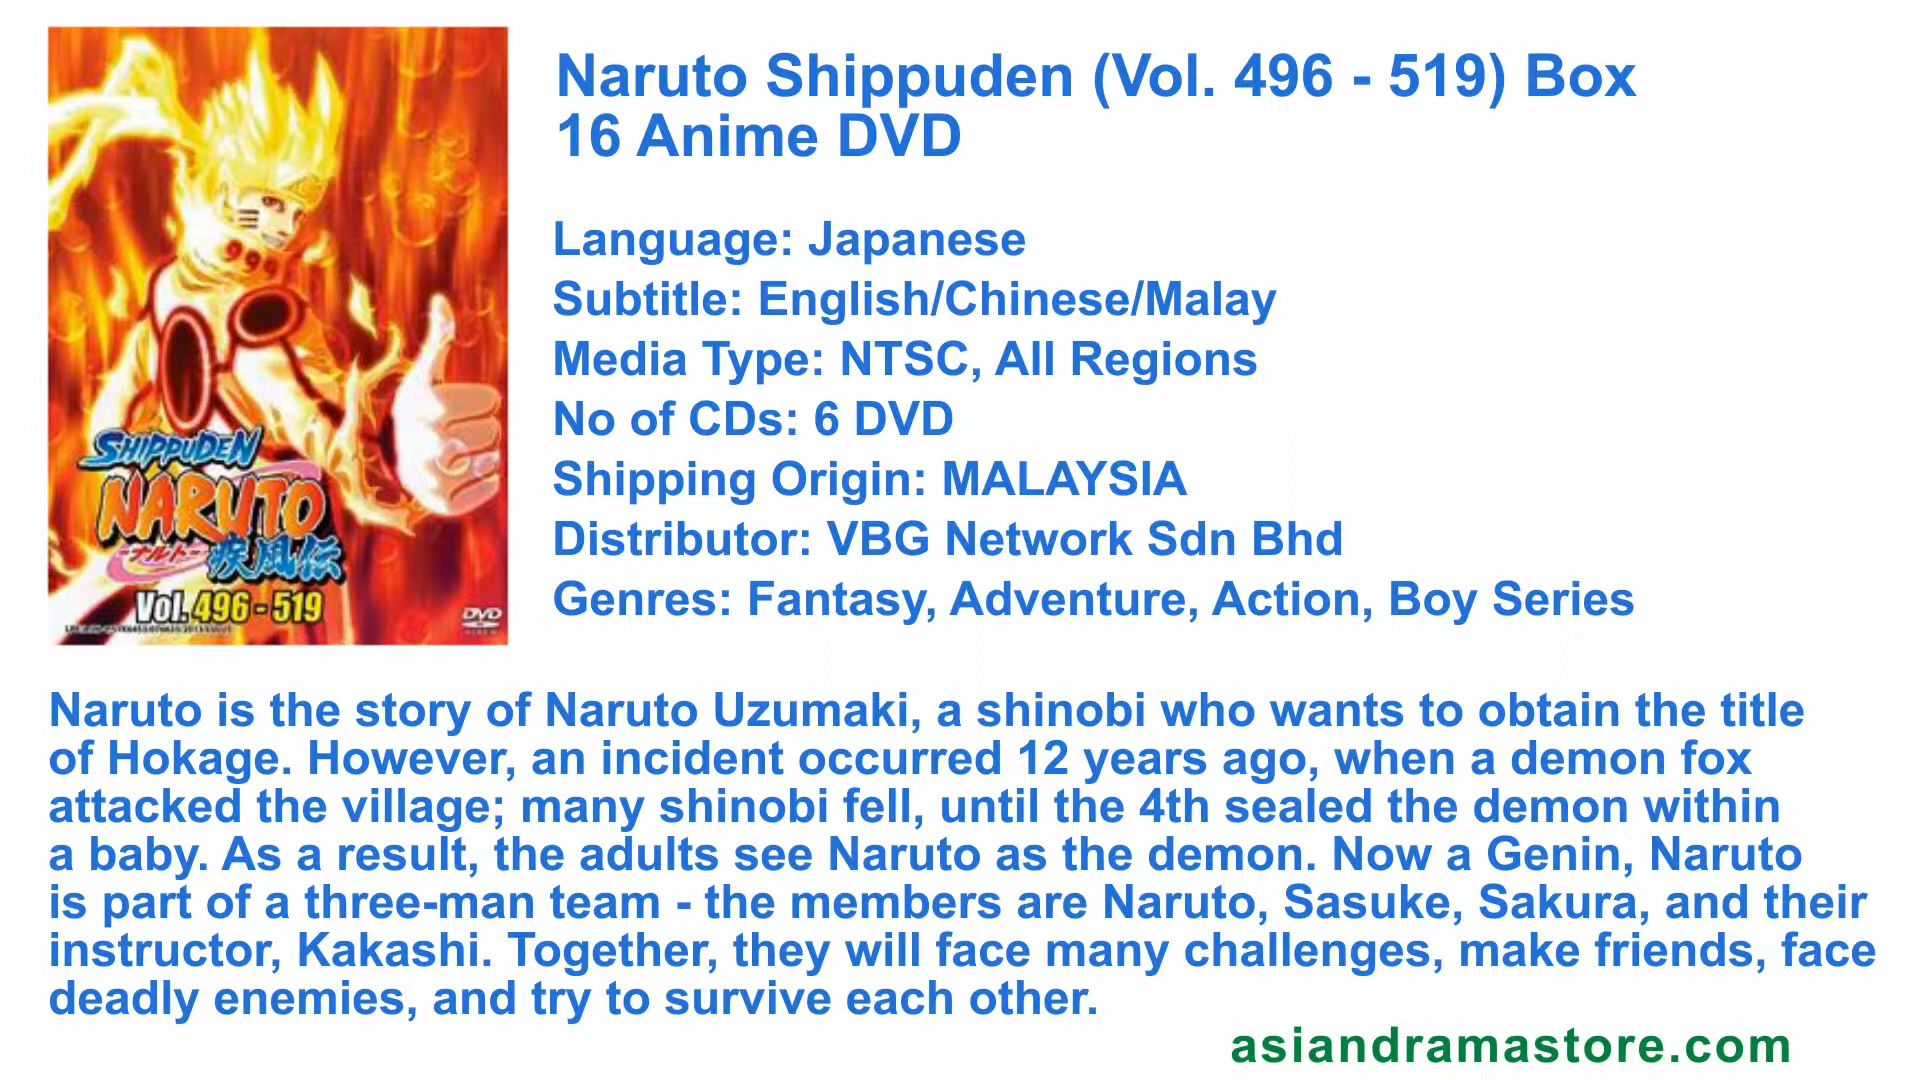 Naruto Shippuden (Vol. 496 - 519) Box
16 Anime DVD
Language: Japanese
Subtitle: English/Chinese/Malay
Media Type: NTSC, All Regions
No of CDs: 6 DVD
Shipping Origin: MALAYSIA
Distributor: VBG Network Sdn Bhd
Genres: Fantasy, Adventure, Action, Boy Series
SHIPPUDEN
NARUTO
ーナルトー 疾風伝
Vol. 496 - 519
DVD
Naruto is the story of Naruto Uzumaki, a shinobi who wants to obtain the title
of Hokage. However, an incident occurred 12 years ago, when a demon fox
attacked the village; many shinobi fell, until the 4th sealed the demon within
a baby. As a result, the adults see Naruto as the demon. Now a Genin, Naruto
is part of a three-man team - the members are Naruto, Sasuke, Sakura, and their
instructor, Kakashi. Together, they will face many challenges, make friends, face
deadly enemies, and try to survive each other.
asiandramastore.com